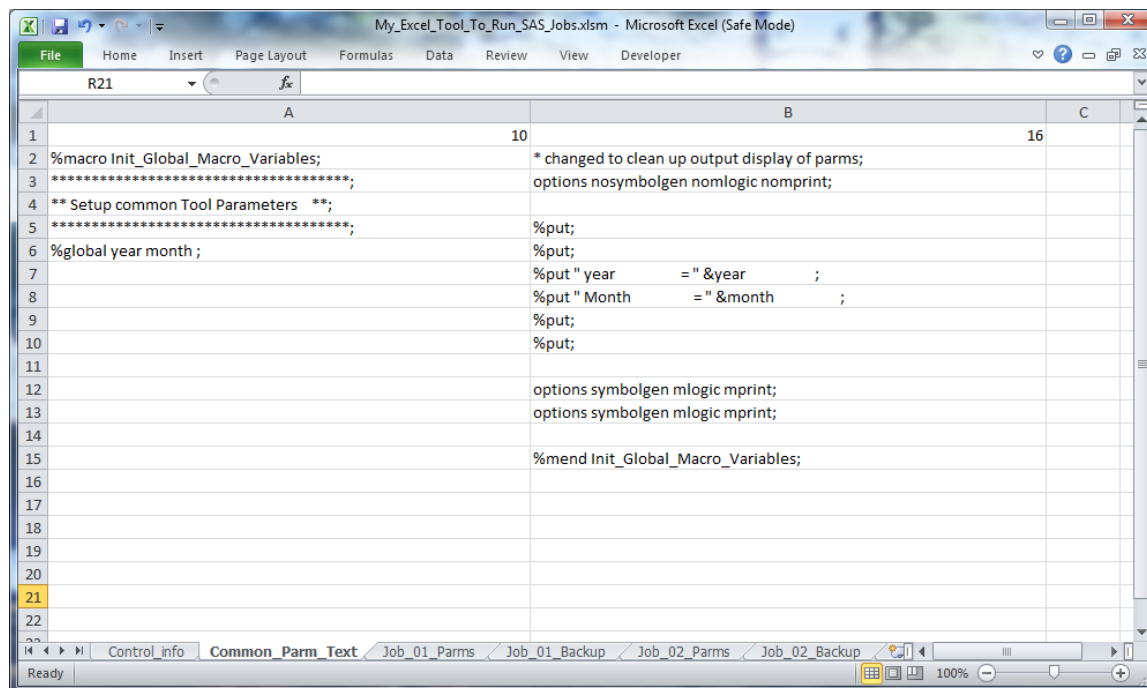 My_Excel_Tool_To_Run_SAS_Jobs.xlsm - Microsoft Excel (Safe Mode)
File Home Insert Page Layout Formulas Data Review View Developer
R21 fx
A B C
1 10 16
2 %macro Init_Global_Macro_Variables; * changed to clean up output display of parms;
3 *************************************; options nosymbolgen nomlogic nomprint;
4 ** Setup common Tool Parameters **;
5 *************************************; %put;
6 %global year month ; %put;
7 %put " year = " &year ;
8 %put " Month = " &month ;
9 %put;
10 %put;
11
12 options symbolgen mlogic mprint;
13 options symbolgen mlogic mprint;
14
15 %mend Init_Global_Macro_Variables;
16
17
18
19
20
21
22
Control_info Common_Parm_Text Job_01_Parms Job_01_Backup Job_02_Parms Job_02_Backup
Ready 100%